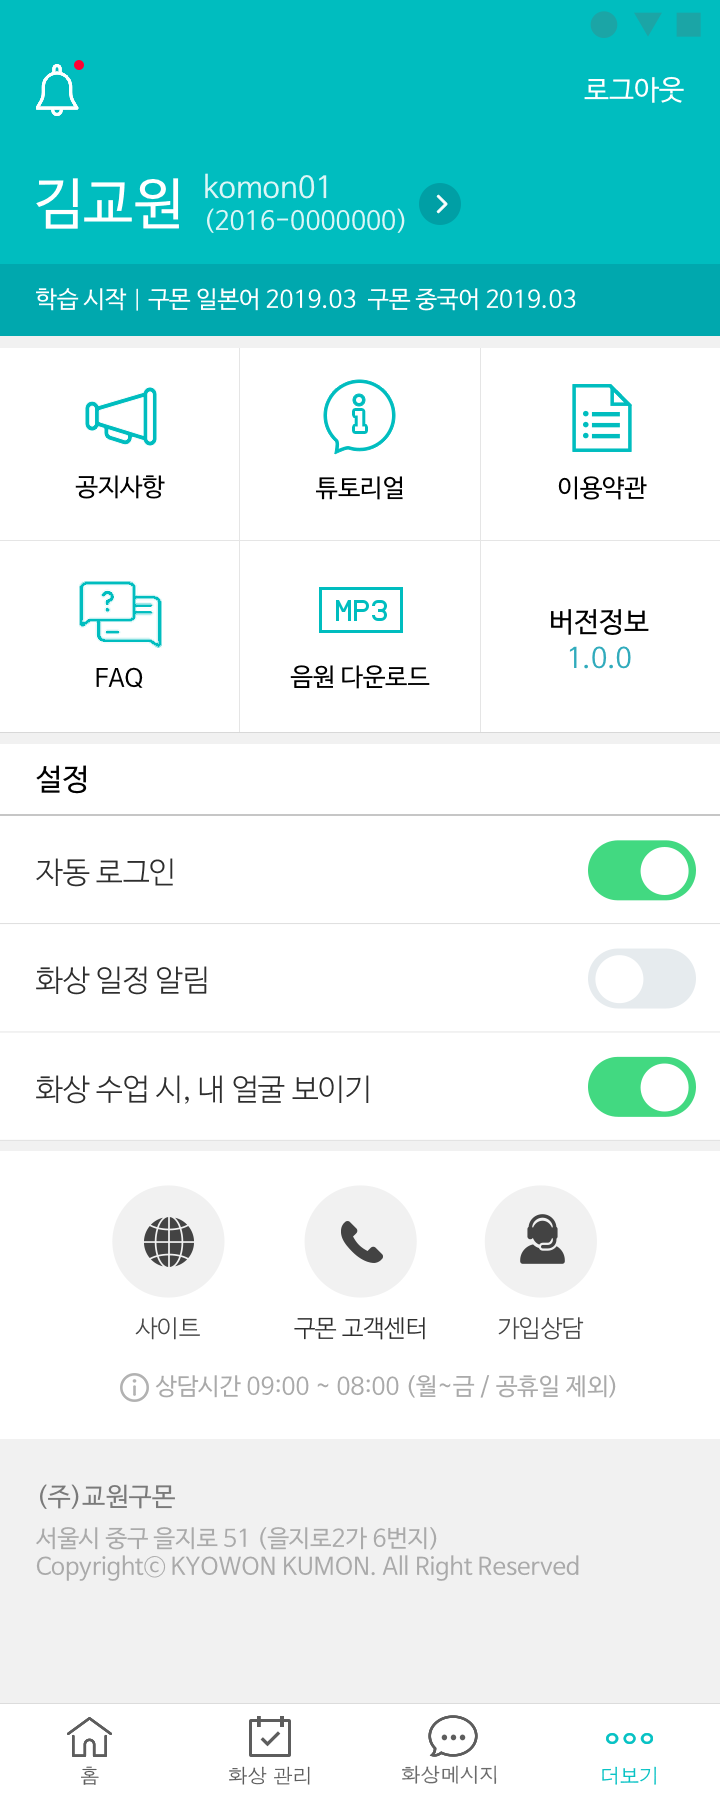 로그아웃
김교원
komon01
(2016-0000000)
학습 시작 | 구몬 일본어 2019.03 구몬 중국어 2019.03
공지사항
튜토리얼
이용약관
?
MP3
FAQ
음원 다운로드
버전정보
1.0.0
설정
자동 로그인
화상 일정 알림
화상 수업 시, 내 얼굴 보이기
사이트
구몬 고객센터
가입상담
상담시간 09:00 ~ 08:00 (월~금 / 공휴일 제외)
(주)교원구몬
서울시 중구 을지로 51 (을지로2가 6번지)
Copyrightⓒ KYOWON KUMON. All Right Reserved
홈
화상 관리
화상메시지
더보기